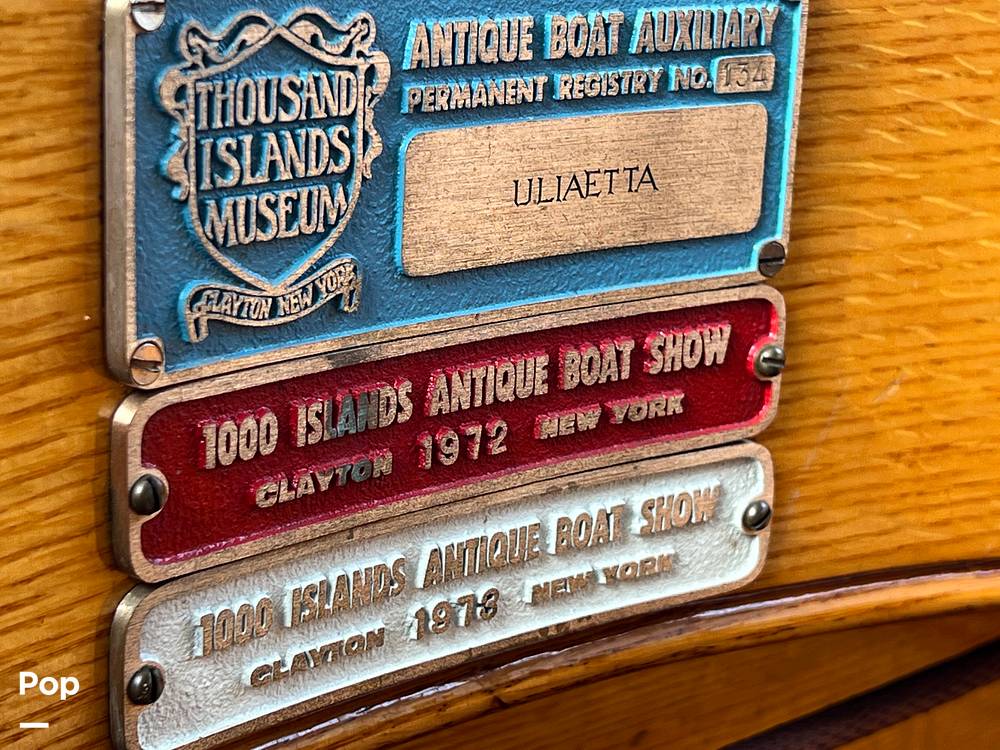 THOUSAND
ISLANDS
MUSEUM
CLAYTON NEW YORK
ANTIQUE BOAT AUXILIARY
PERMANENT REGISTRY NO. 134
ULIAETTA
1000 ISLANDS ANTIQUE BOAT SHOW
CLAYTON 1972 NEW YORK
1000 ISLANDS ANTIQUE BOAT SHOW
CLAYTON 1973 NEW YORK
Pop